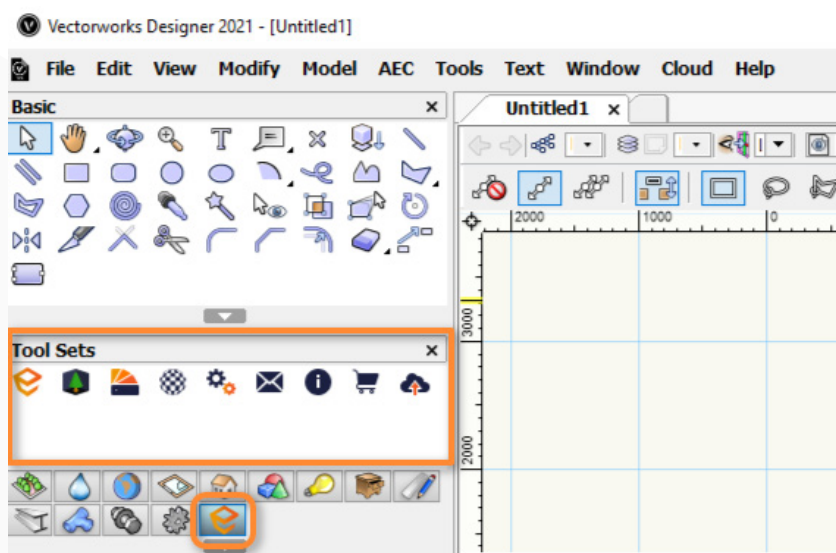 Vectorworks Designer 2021 - [Untitled1]
File Edit View Modify Model AEC Tools Text Window Cloud Help
Basic
Untitled1
2000 1000 0
3000
Tool Sets
2000